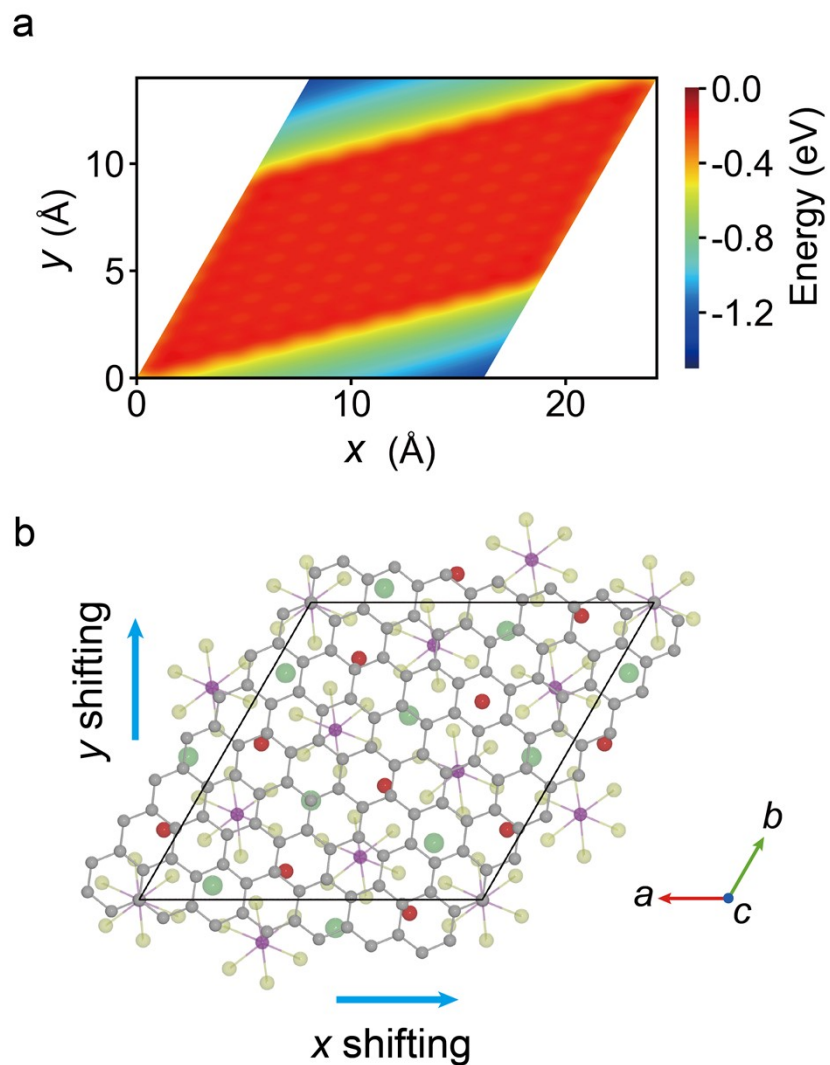 a
y (Å)
10
5
0
0
10
20
x (Å)
0.0
-0.4
-0.8
-1.2
Energy (eV)
b
y shifting
x shifting
a
b
c